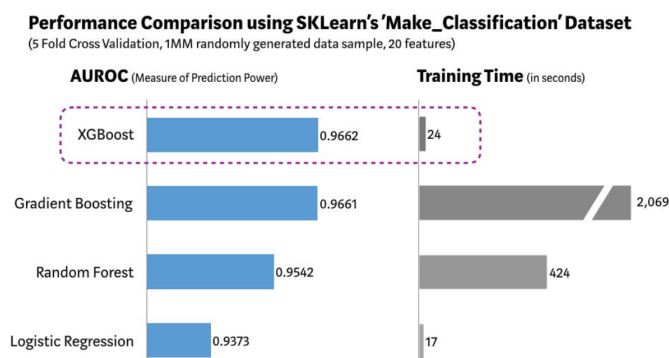 Performance Comparison using SKLearn's 'Make_Classification' Dataset
(5 Fold Cross Validation, 1MM randomly generated data sample, 20 features)
AUROC (Measure of Prediction Power) Training Time (in seconds)
XGBoost 0.9662 24
Gradient Boosting 0.9661 2,069
Random Forest 0.9542 424
Logistic Regression 0.9373 17